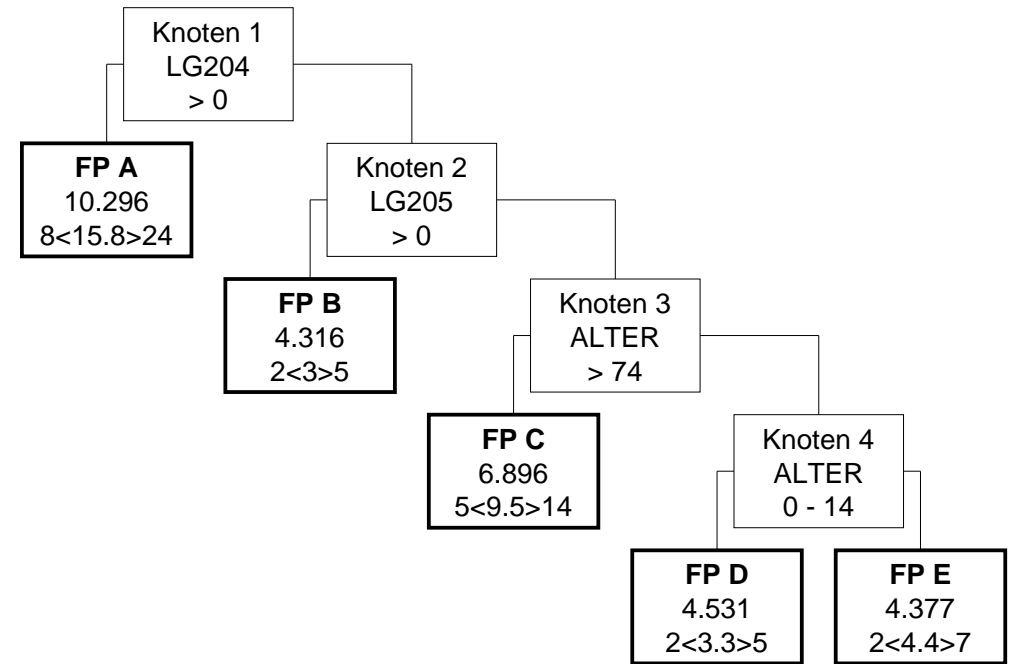 Knoten 1
LG204
> 0
FP A
10.296
8<15.8>24
Knoten 2
LG205
> 0
FP B
4.316
2<3>5
Knoten 3
ALTER
> 74
FP C
6.896
5<9.5>14
Knoten 4
ALTER
0 - 14
FP D
4.531
2<3.3>5
FP E
4.377
2<4.4>7